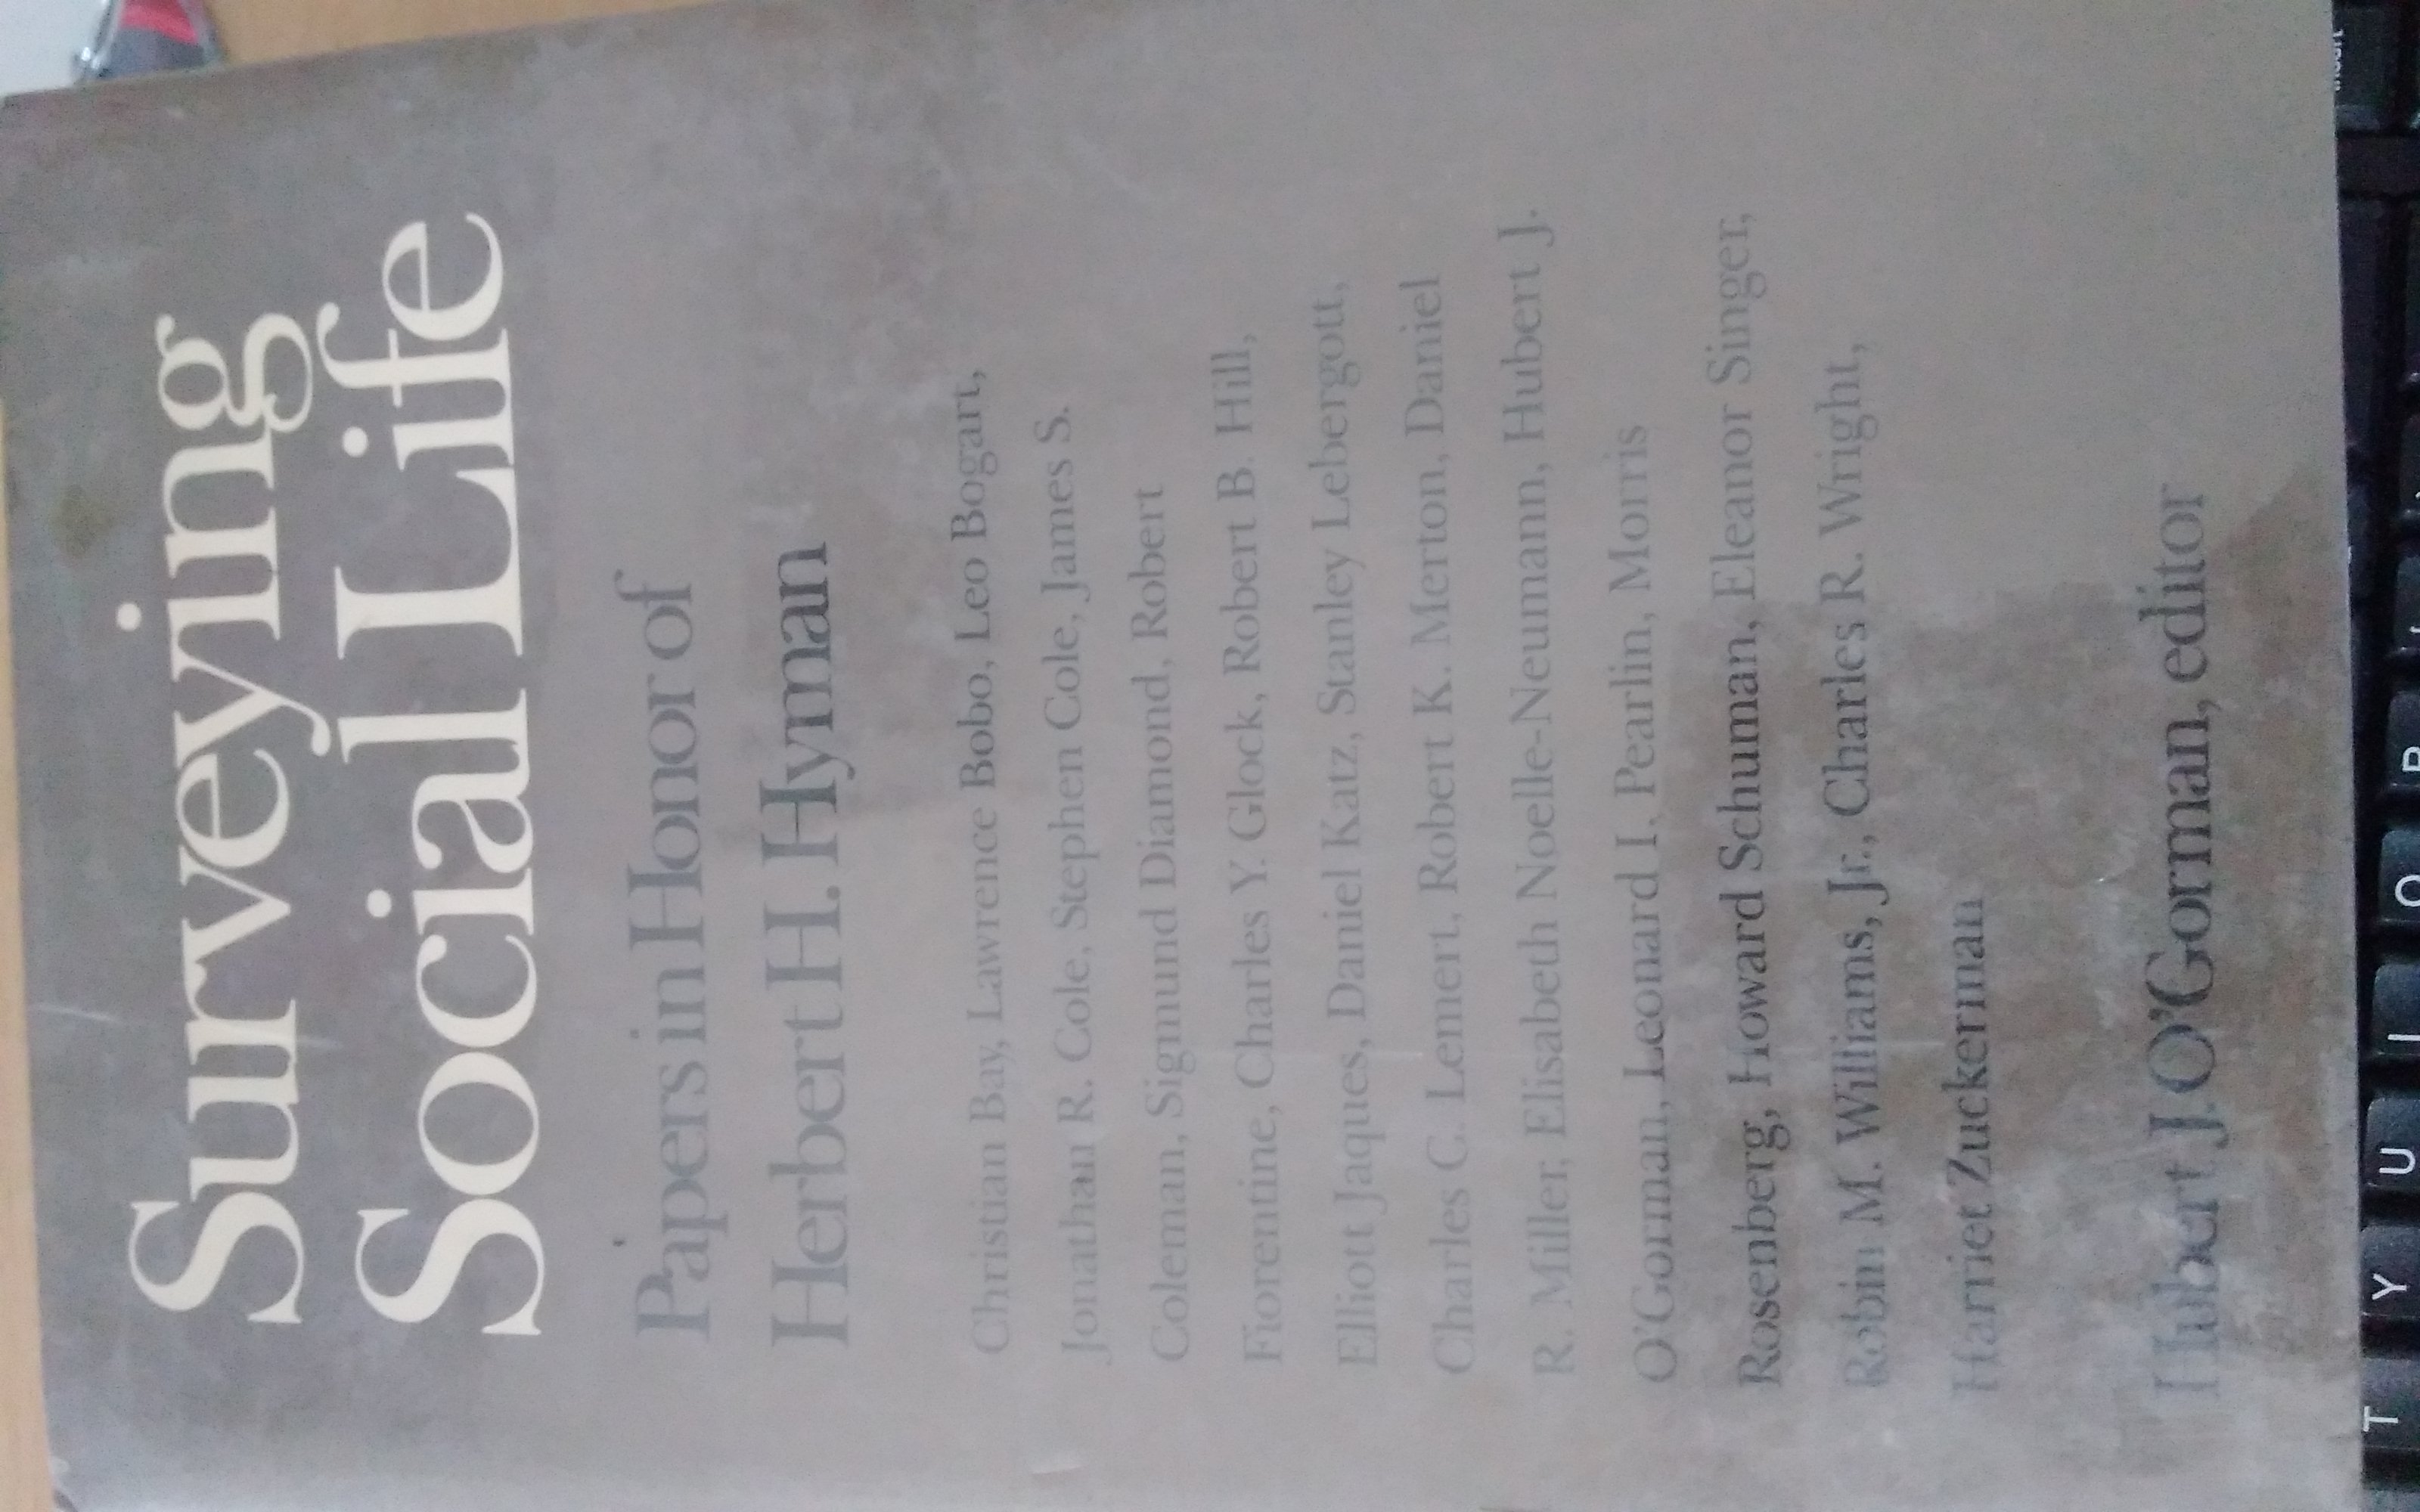 Surveying
Social Life
Papers in Honor of
Herbert H. Hyman
Christian Bay, Lawrence Bobo, Leo Bogart,
Jonathan R. Cole, Stephen Cole, James S.
Coleman, Sigmund Diamond, Robert
Fiorentine, Charles Y. Glock, Robert B. Hill,
Elliott Jaques, Daniel Katz, Stanley Lebergott,
Charles C. Lemert, Robert K. Merton, Daniel
R. Miller, Elisabeth Noelle-Neumann, Hubert J.
O'Gorman, Leonard I. Pearlin, Morris
Rosenberg, Howard Schuman, Eleanor Singer,
Robin M. Williams, Jr., Charles R. Wright,
Harriet Zuckerman
Hubert J. O'Gorman, editor
T Y U I O P
Insert